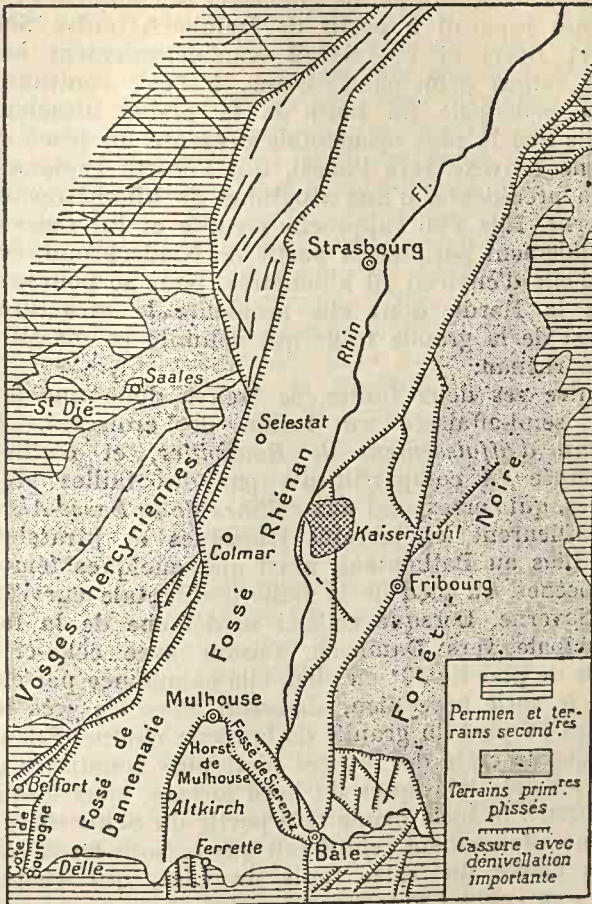 Fl.
Strasbourg
Rhin
Saales
St Dié
Selestat
Vosges hercyniennes
Fossé Rhénan
Kaiserstuhl
Colmar
Fribourg
Forêt Noire
Mulhouse
Horst
de
Mulhouse
Fossé de Sierentz
Belfort
Fossé de
Dannemarie
Altkirch
Côte de
Bourgogne
Delle
Ferrette
Bâle
Permien et ter-
rains second.res
Terrains prim.res
plissés
Cassure avec
dénivellation
importante